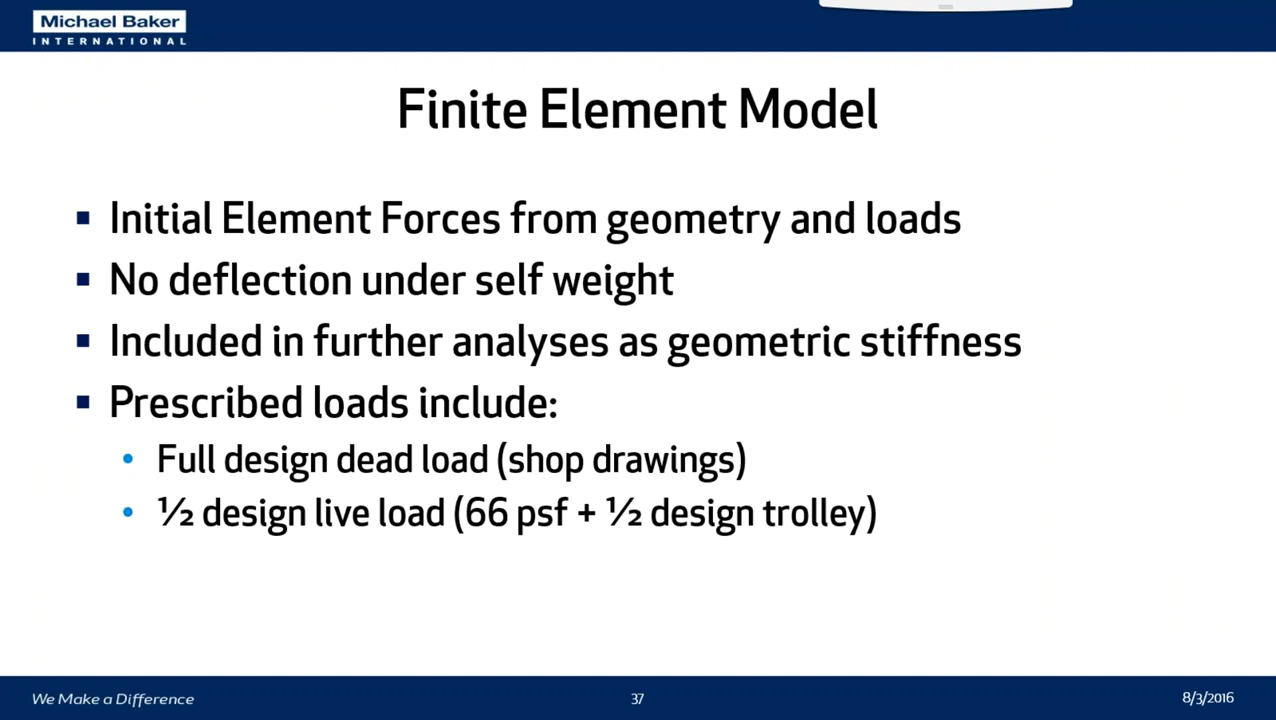 Michael Baker
INTERNATIONAL
Finite Element Model
▪ Initial Element Forces from geometry and loads
▪ No deflection under self weight
▪ Included in further analyses as geometric stiffness
▪ Prescribed loads include:
• Full design dead load (shop drawings)
• ½ design live load (66 psf + ½ design trolley)
We Make a Difference
37
8/3/2016